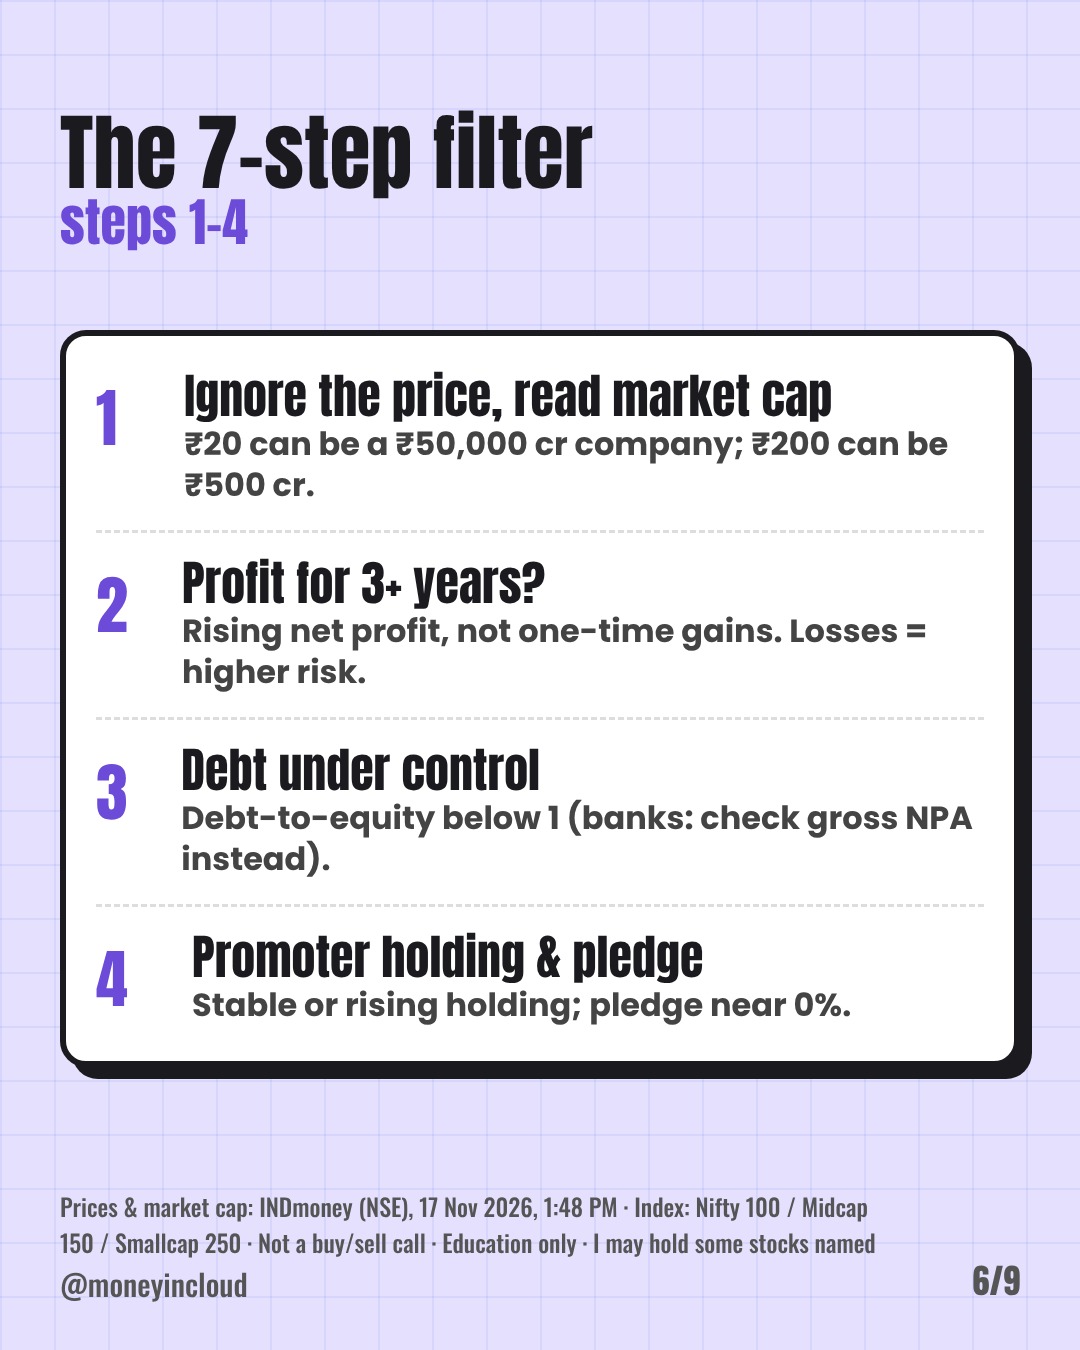 The 7-step filter
steps 1-4
1
Ignore the price, read market cap
₹20 can be a ₹50,000 cr company; ₹200 can be
₹500 cr.
2
Profit for 3+ years?
Rising net profit, not one-time gains. Losses =
higher risk.
3
Debt under control
Debt-to-equity below 1 (banks: check gross NPA
instead).
4
Promoter holding & pledge
Stable or rising holding; pledge near 0%.
Prices & market cap: INDmoney (NSE), 17 Nov 2026, 1:48 PM · Index: Nifty 100 / Midcap
150 / Smallcap 250 · Not a buy/sell call · Education only · I may hold some stocks named
@moneyincloud
6/9